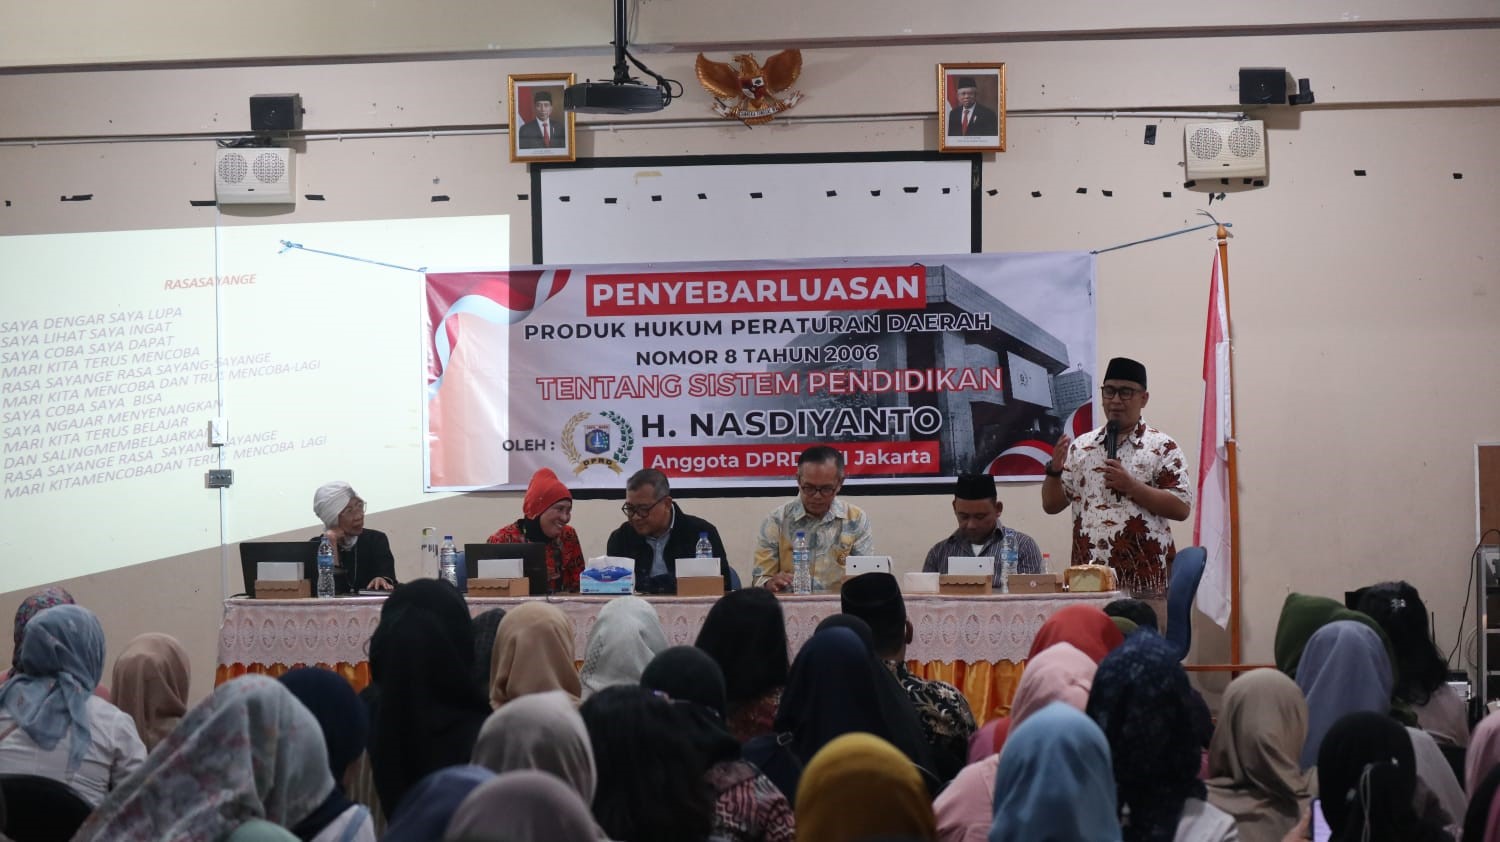 RASASAYANGE
SAYA DENGAR SAYA LUPA
SAYA LIHAT SAYA INGAT
SAYA COBA SAYA DAPAT
MARI KITA TERUS MENCOBA
RASA SAYANGE RASA SAYANG-SAYANGE
MARI KITA MENCOBA DAN TRUS MENCOBA-LAGI
SAYA COBA SAYA BISA
SAYA NGAJAR MENYENANGKAN
MARI KITA TERUS BELAJAR
DAN SALINGMEMBELAJARKAN
RASA SAYANGE RASA SAYANG SAYANGE
MARI KITAMENCOBADAN TERUS MENCOBA LAGI
PENYEBARLUASAN
PRODUK HUKUM PERATURAN DAERAH
NOMOR 8 TAHUN 2006
TENTANG SISTEM PENDIDIKAN
OLEH :
H. NASDIYANTO
DPRD
Anggota DPRD Jakarta